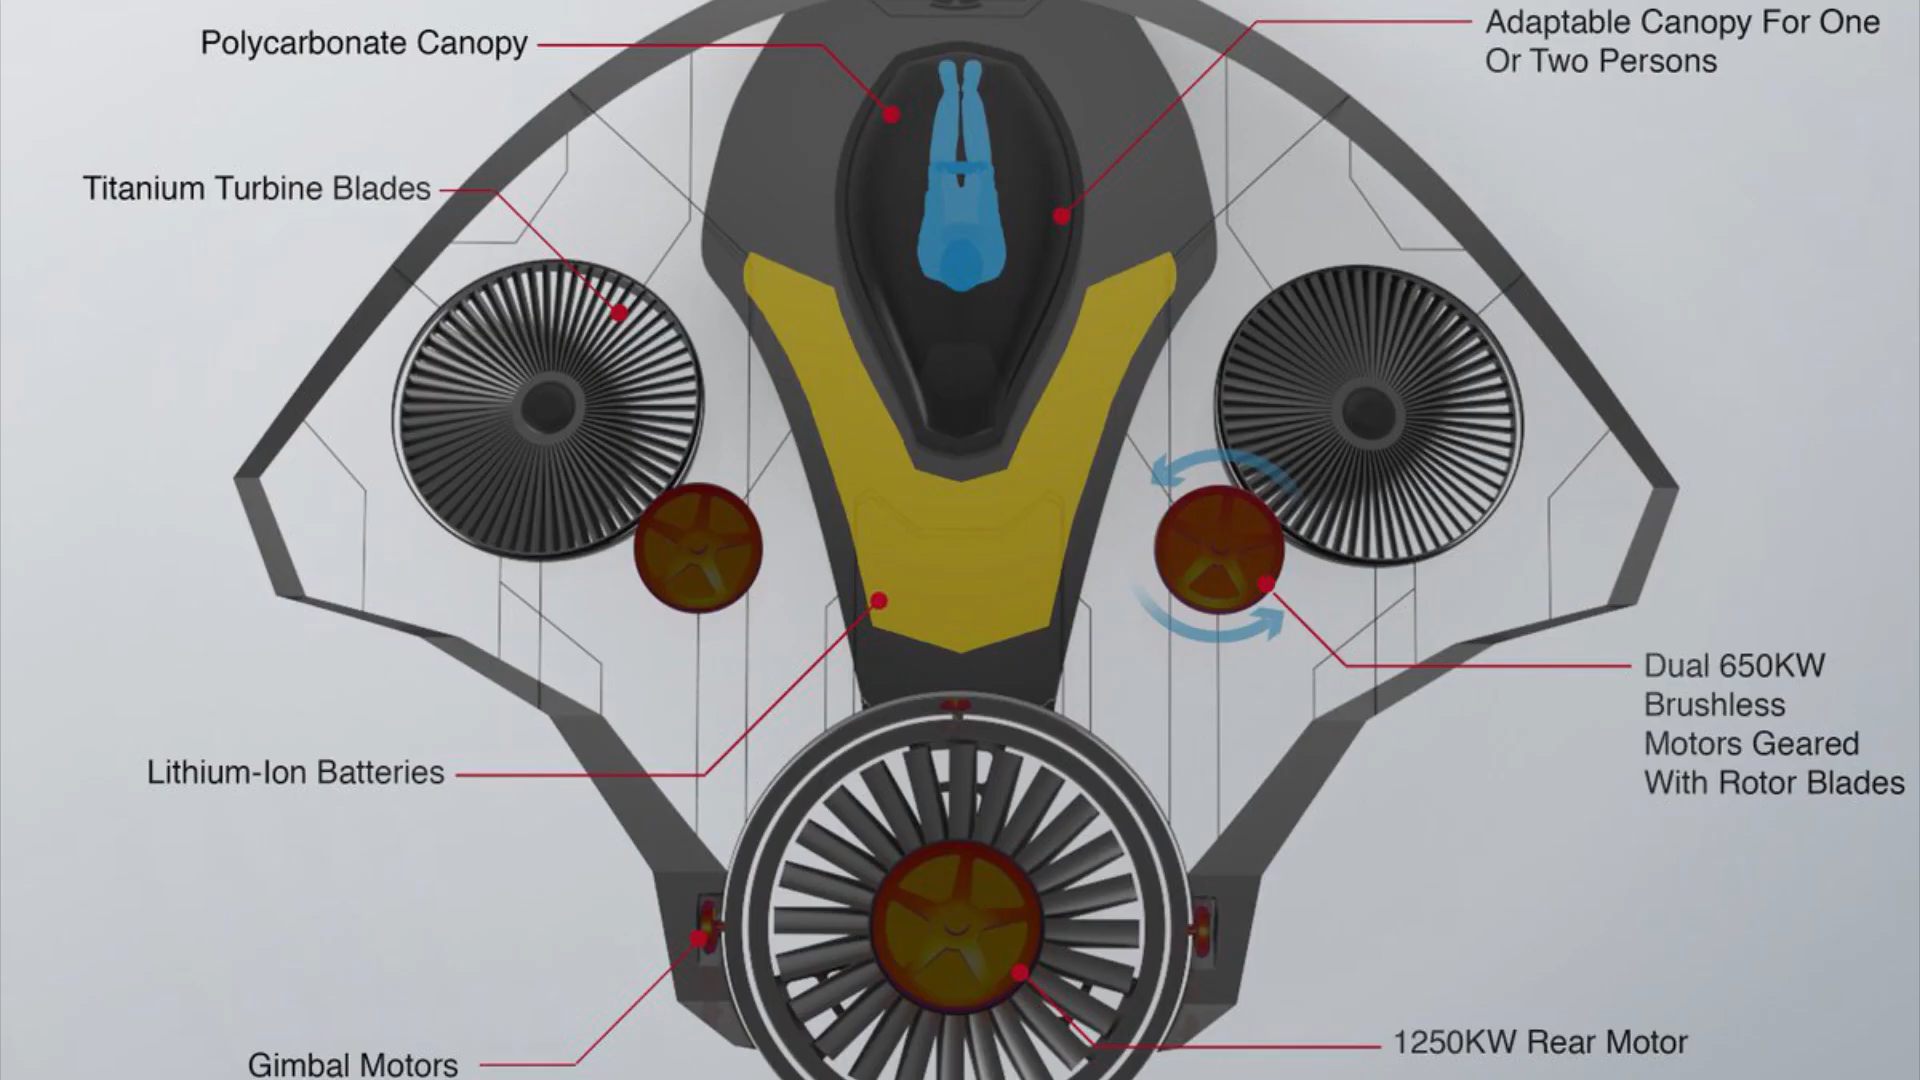 Polycarbonate Canopy
Adaptable Canopy For One
Or Two Persons
Titanium Turbine Blades
Dual 650KW
Brushless
Motors Geared
With Rotor Blades
Lithium-Ion Batteries
1250KW Rear Motor
Gimbal Motors